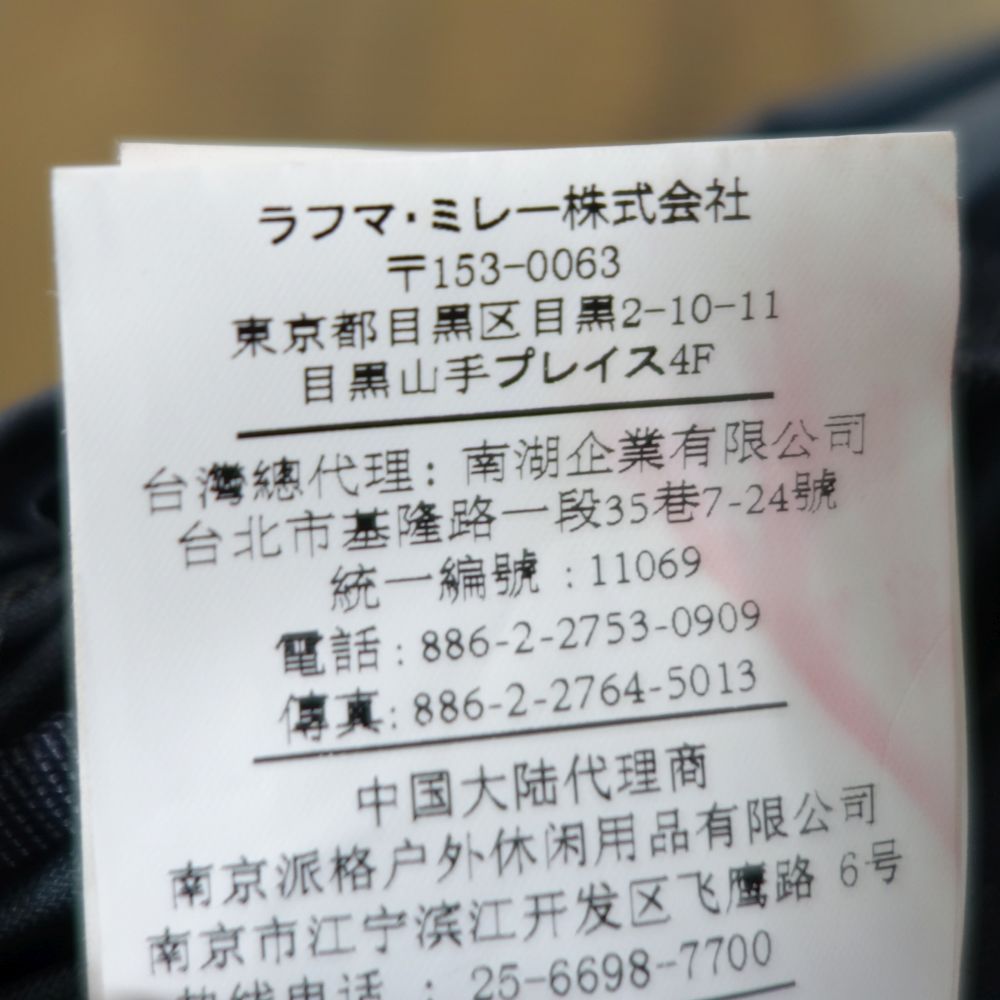 ラフマ・ミレー株式会社
〒153-0063
東京都目黒区目黒2-10-11
目黒山手プレイス4F
台灣總代理: 南湖企業有限公司
台北市基隆路一段35巷7-24號
統一編號 : 11069
電話: 886-2-2753-0909
傳真: 886-2-2764-5013
中国大陆代理商
南京派格户外休闲用品有限公司
南京市江宁滨江开发区飞鹰路 6号
热线电话 : 25-6698-7700